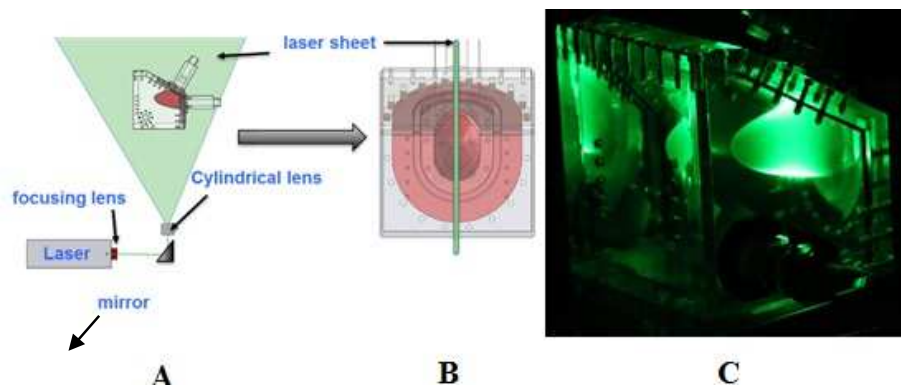 laser sheet
Cylindrical lens
focusing lens
Laser
mirror
A
B
C